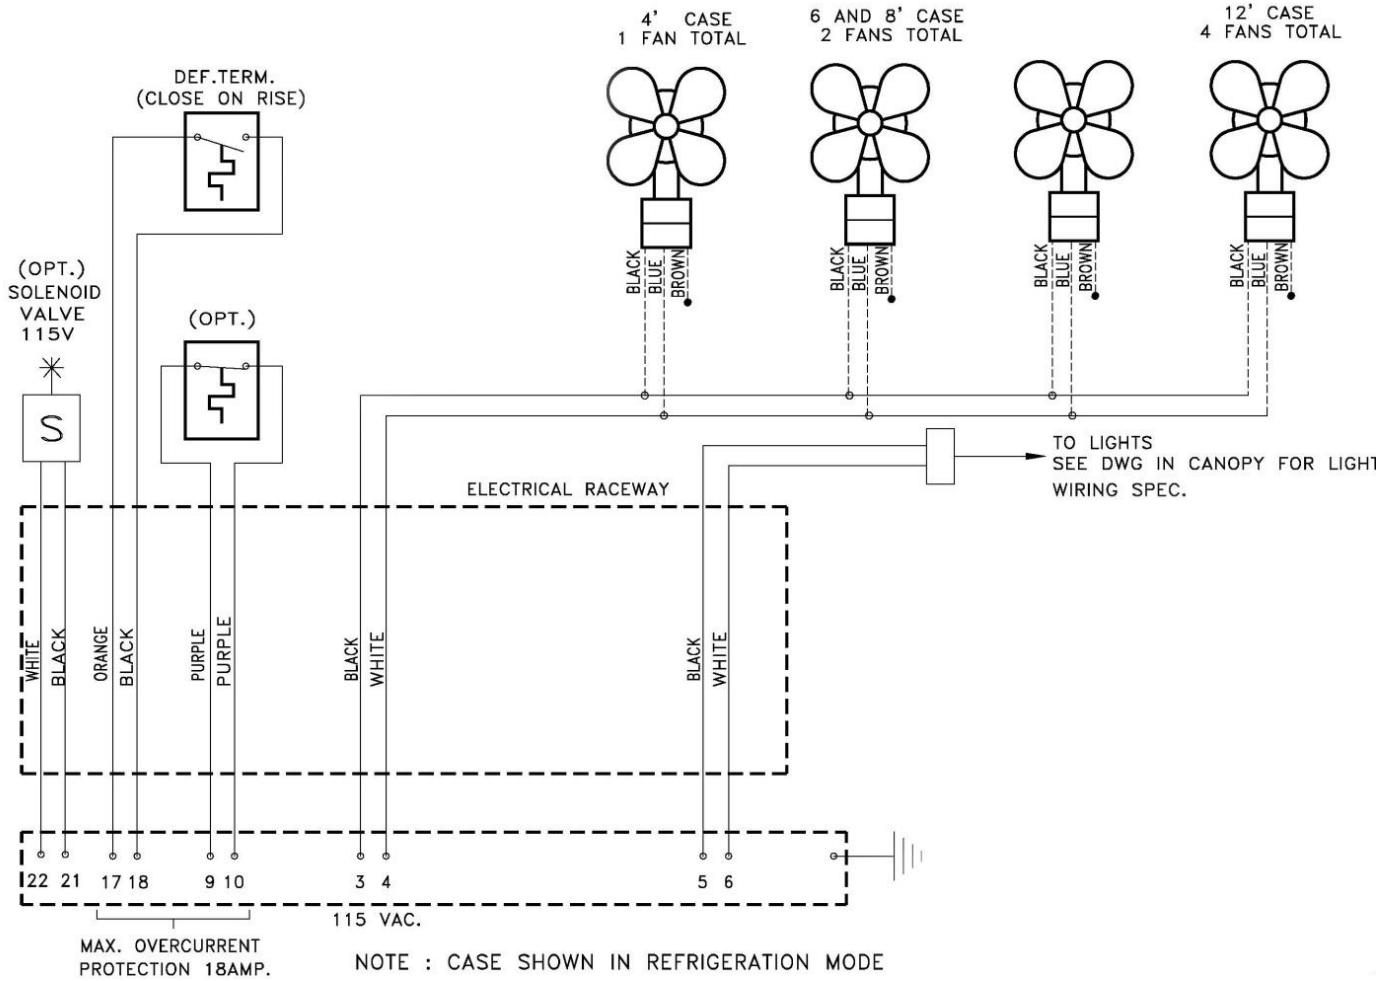 4' CASE
1 FAN TOTAL
6 AND 8' CASE
2 FANS TOTAL
12' CASE
4 FANS TOTAL
DEF.TERM.
(CLOSE ON RISE)
BLACK
BLUE
BROWN
BLACK
BLUE
BROWN
BLACK
BLUE
BROWN
BLACK
BLUE
BROWN
(OPT.)
SOLENOID
VALVE
115V
S
(OPT.)
TO LIGHTS
SEE DWG IN CANOPY FOR LIGHT
WIRING SPEC.
ELECTRICAL RACEWAY
WHITE
BLACK
ORANGE
BLACK
PURPLE
PURPLE
BLACK
WHITE
BLACK
WHITE
22 21 17 18 9 10 3 4 5 6
115 VAC.
MAX. OVERCURRENT
PROTECTION 18AMP.
NOTE : CASE SHOWN IN REFRIGERATION MODE